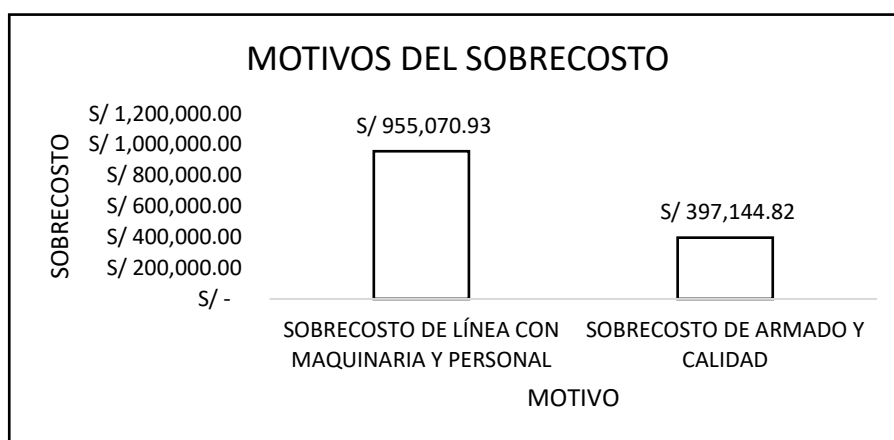 MOTIVOS DEL SOBRECOSTO
SOBRECOSTO
S/ 1,200,000.00
S/ 1,000,000.00
S/ 800,000.00
S/ 600,000.00
S/ 400,000.00
S/ 200,000.00
S/ -
S/ 955,070.93
S/ 397,144.82
SOBRECOSTO DE LÍNEA CON
MAQUINARIA Y PERSONAL
SOBRECOSTO DE ARMADO Y
CALIDAD
MOTIVO